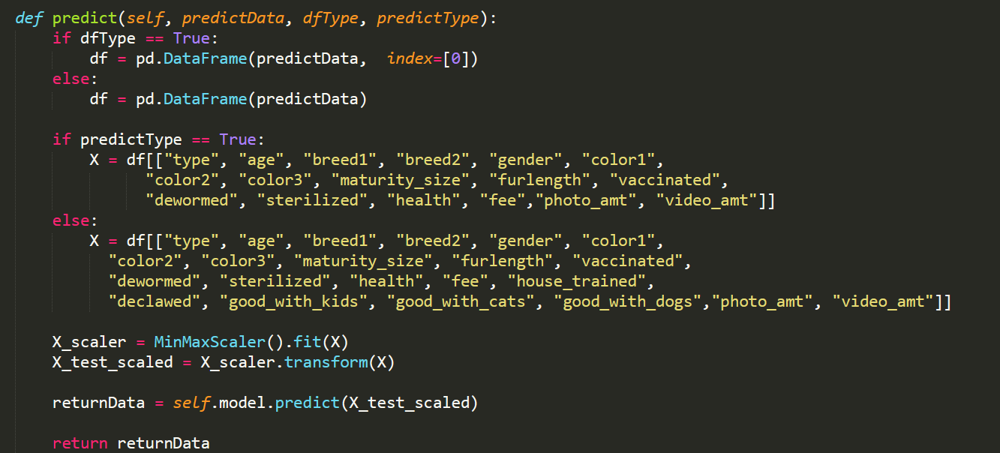 def predict(self, predictData, dfType, predictType):
    if dfType == True:
        df = pd.DataFrame(predictData,  index=[0])
    else:
        df = pd.DataFrame(predictData)

    if predictType == True:
        X = df[["type", "age", "breed1", "breed2", "gender", "color1",
              "color2", "color3", "maturity_size", "furlength", "vaccinated",
              "dewormed", "sterilized", "health", "fee","photo_amt", "video_amt"]]
    else:
        X = df[["type", "age", "breed1", "breed2", "gender", "color1",
          "color2", "color3", "maturity_size", "furlength", "vaccinated",
          "dewormed", "sterilized", "health", "fee", "house_trained",
          "declawed", "good_with_kids", "good_with_cats", "good_with_dogs","photo_amt", "video_amt"]]

    X_scaler = MinMaxScaler().fit(X)
    X_test_scaled = X_scaler.transform(X)

    returnData = self.model.predict(X_test_scaled)

    return returnData